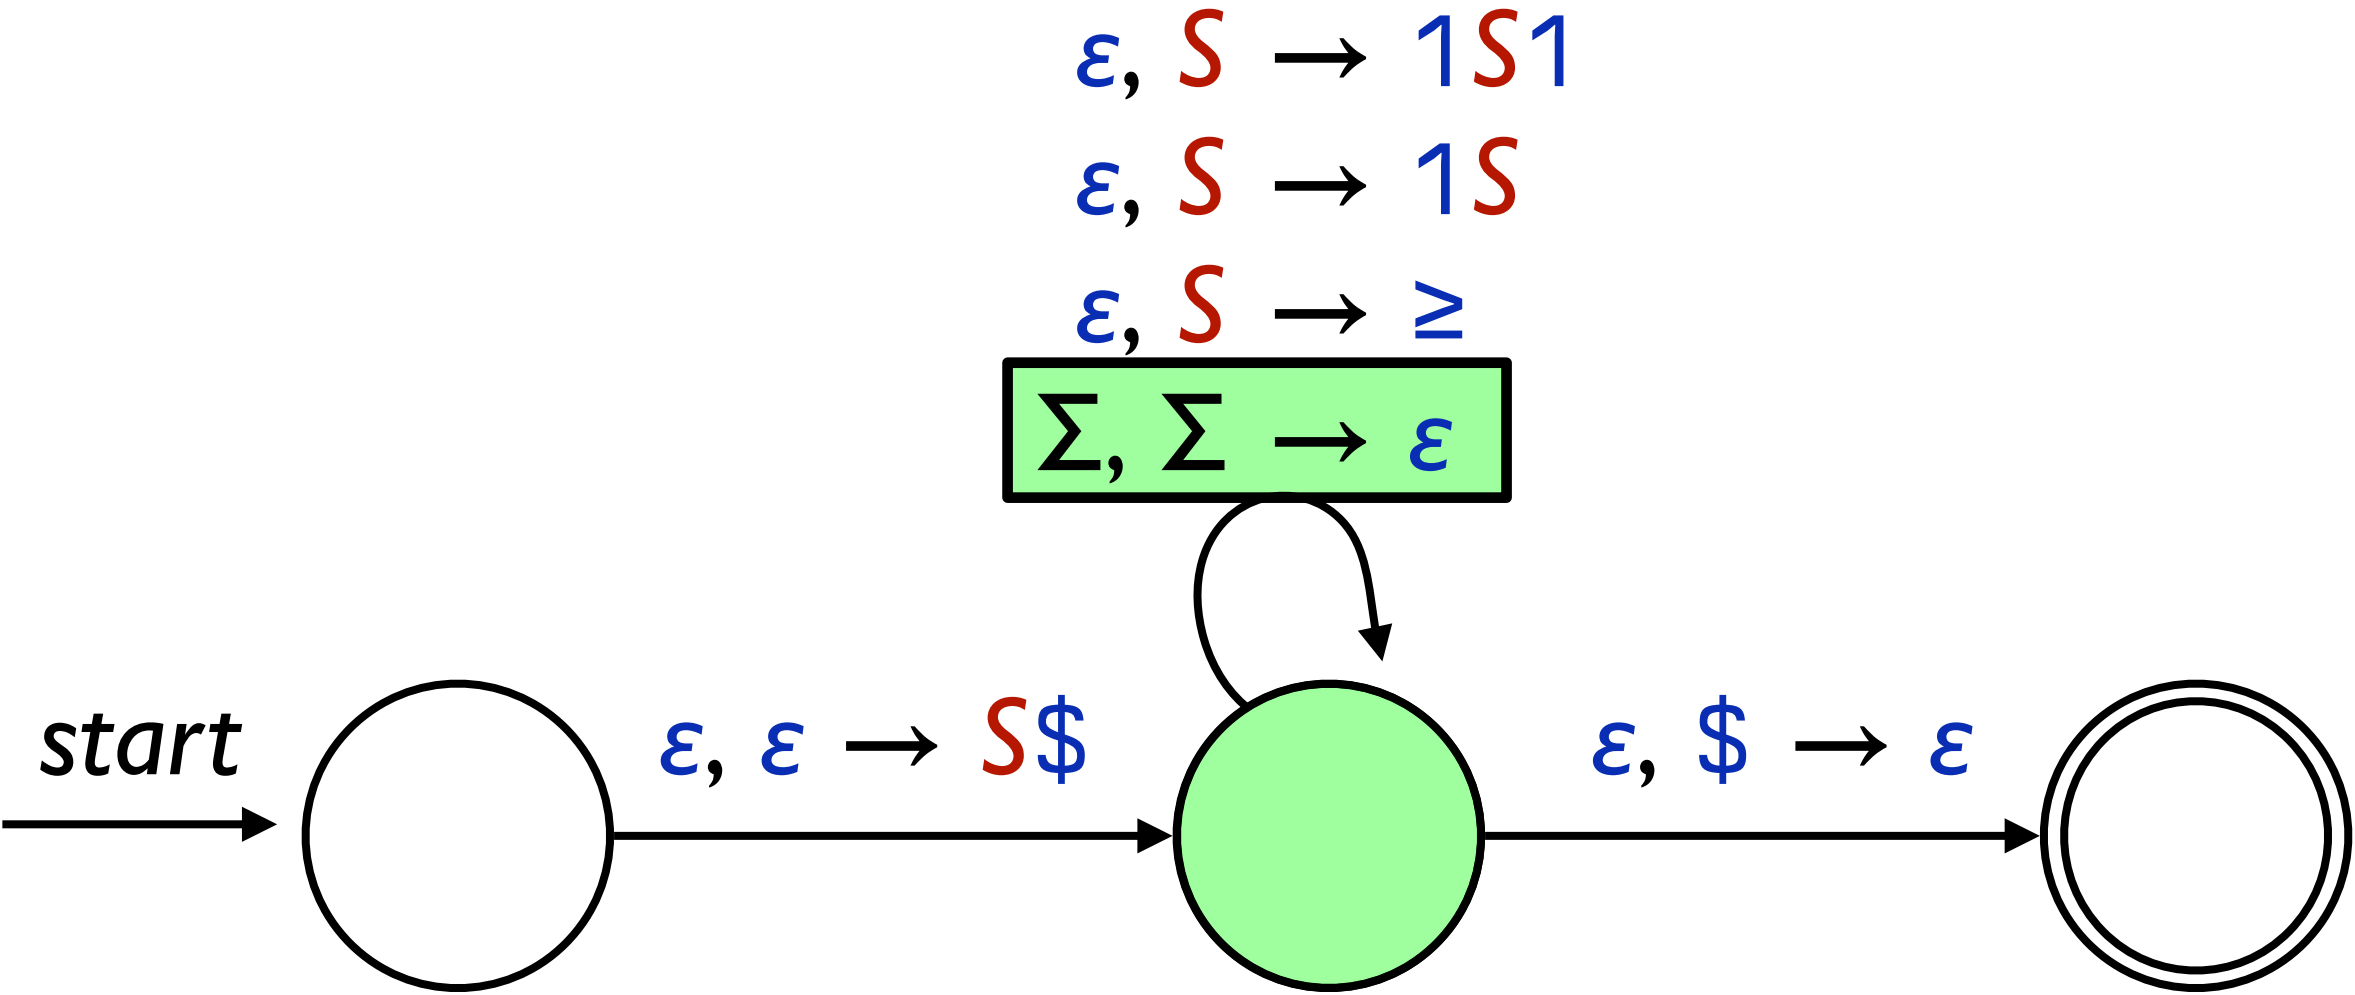 ε, S → 1S1
ε, S → 1S
ε, S → ≥
Σ, Σ → ε
start
ε, ε → S$
ε, $ → ε